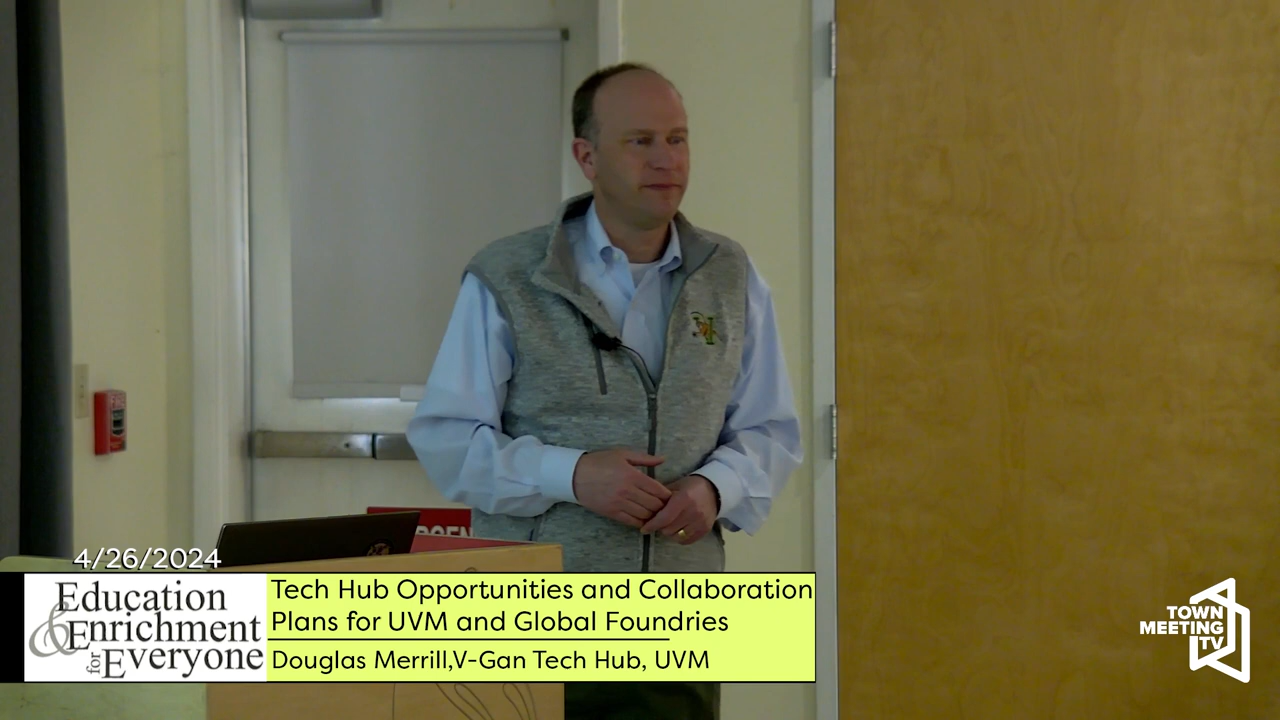 4/26/2024
Education
& Enrichment
for Everyone
Tech Hub Opportunities and Collaboration
Plans for UVM and Global Foundries
Douglas Merrill,V-Gan Tech Hub, UVM
TOWN
MEETING
TV